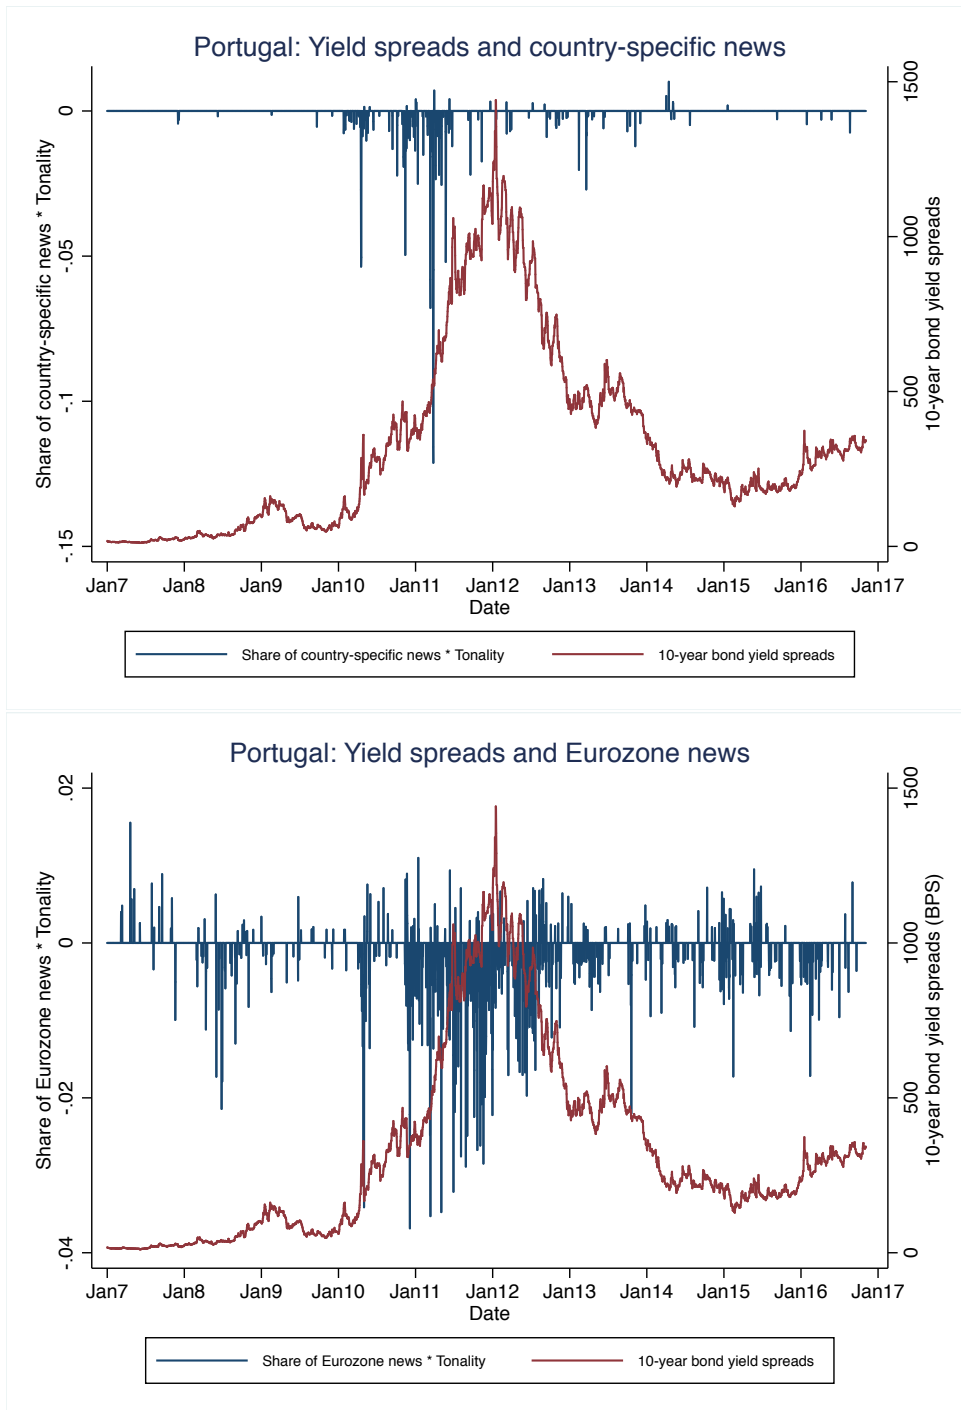 Portugal: Yield spreads and country-specific news
Share of country-specific news * Tonality
0
-.05
-.1
-.15
1500
1000
500
0
10-year bond yield spreads
Jan7 Jan8 Jan9 Jan10 Jan11 Jan12 Jan13 Jan14 Jan15 Jan16 Jan17
Date
Share of country-specific news * Tonality 10-year bond yield spreads
Portugal: Yield spreads and Eurozone news
Share of Eurozone news * Tonality
.02
0
-.02
-.04
1500
1000
500
0
10-year bond yield spreads (BPS)
Jan7 Jan8 Jan9 Jan10 Jan11 Jan12 Jan13 Jan14 Jan15 Jan16 Jan17
Date
Share of Eurozone news * Tonality 10-year bond yield spreads